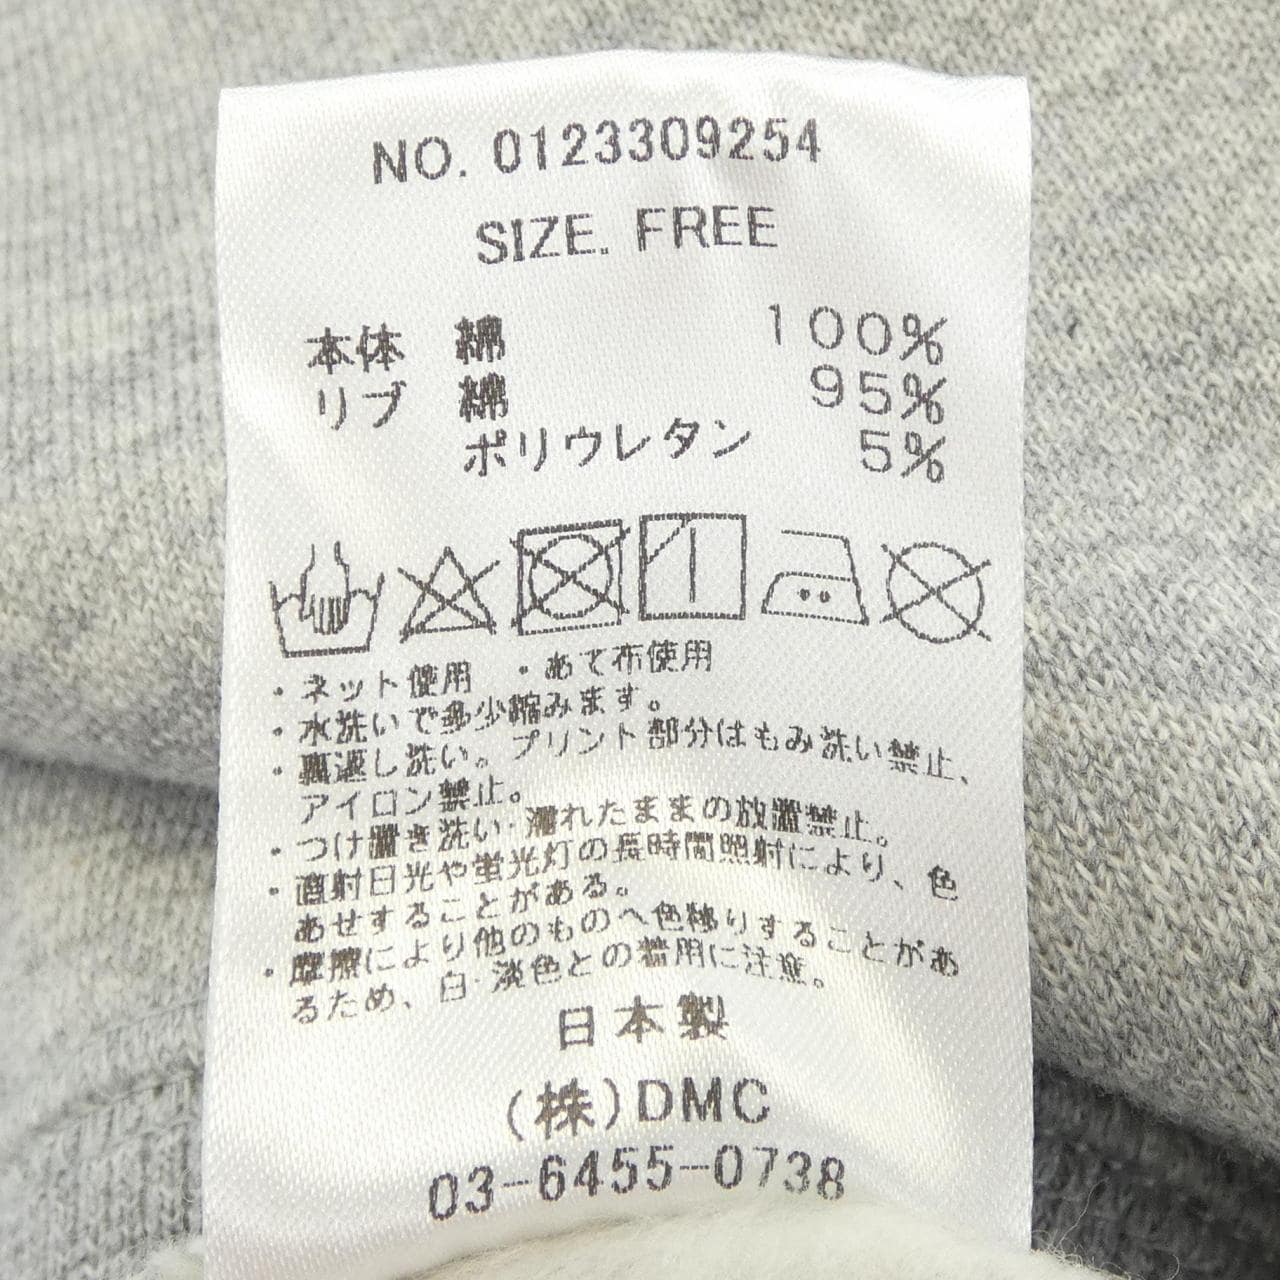 NO. 0123309254
SIZE. FREE
本体 綿 100%
リブ 綿 95%
ポリウレタン 5%
・ネット使用 ・あて布使用
・水洗いで多少縮みます。
・裏返し洗い。プリント部分はもみ洗い禁止、
アイロン禁止。
・つけ置き洗い・濡れたままの放置禁止。
・直射日光や蛍光灯の長時間照射により、色
あせすることがある。
・摩擦により他のものへ色移りすることがあ
るため、白・淡色との着用に注意。
日本製
(株)DMC
03-6455-0738